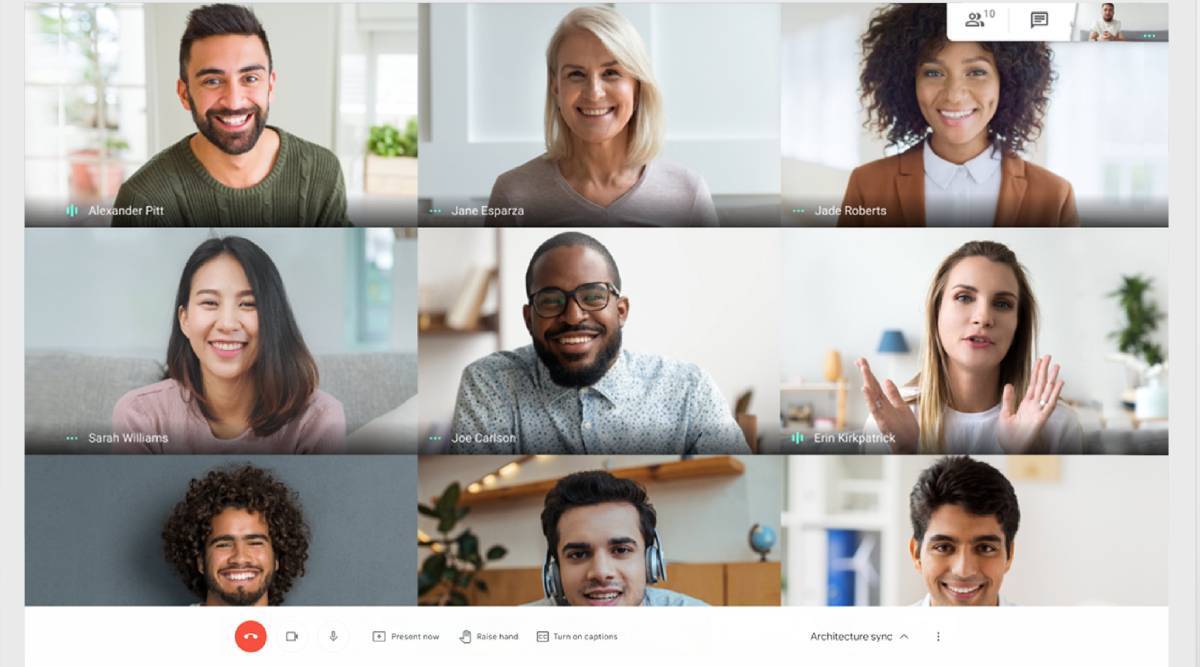 10
Alexander Pitt
Jane Esparza
Jade Roberts
Sarah Williams
Joe Carlson
Erin Kirkpatrick
Present now
Raise hand
CC
Turn on captions
Architecture sync